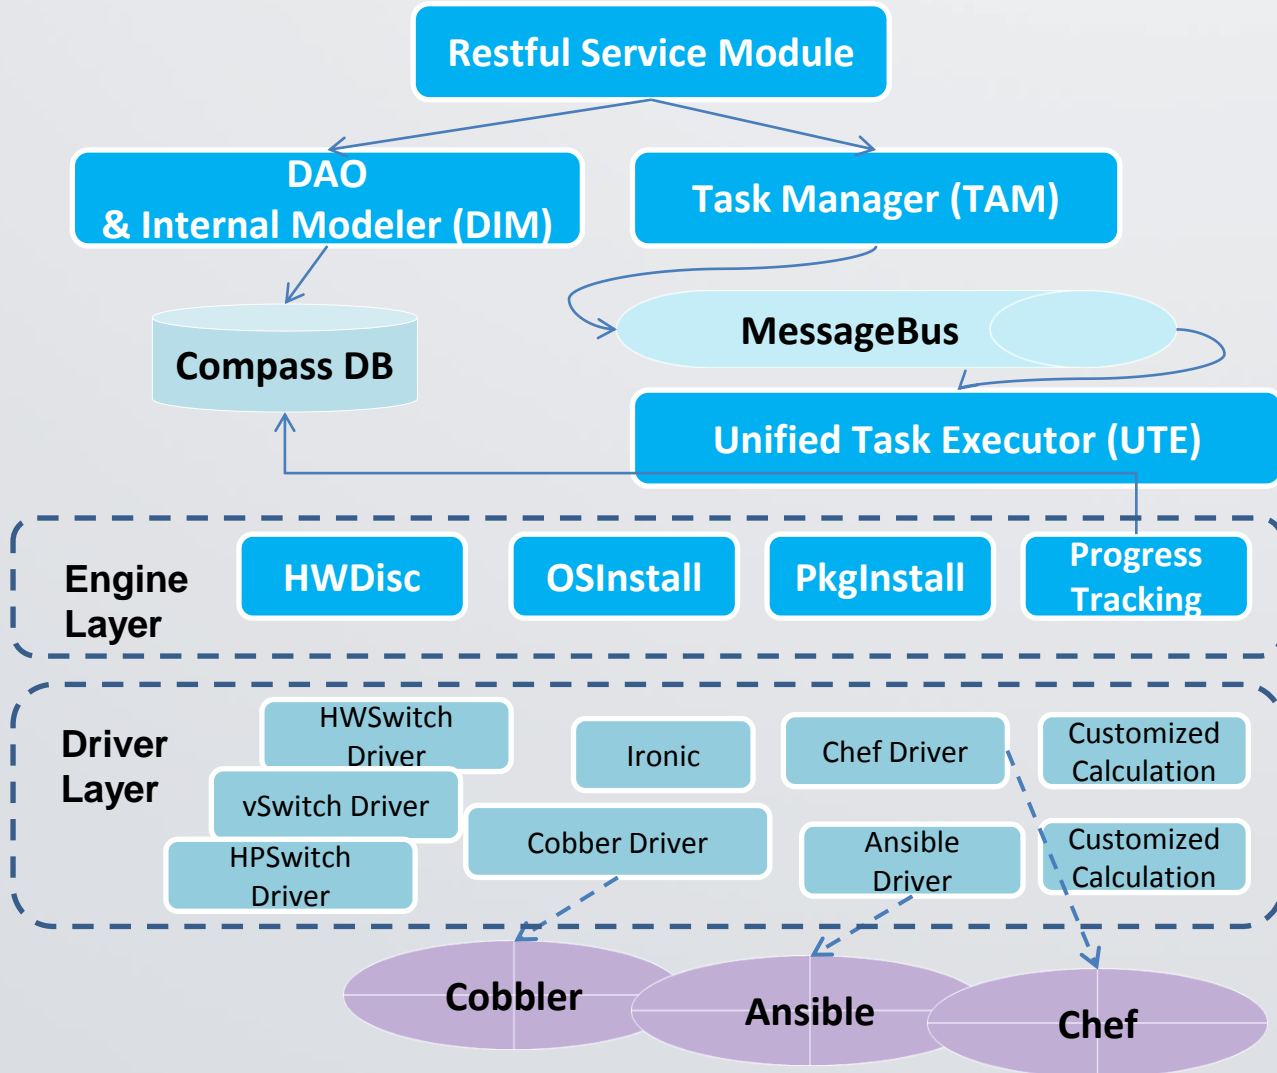 Restful Service Module
DAO
& Internal Modeler (DIM)
Task Manager (TAM)
Compass DB
MessageBus
Unified Task Executor (UTE)
Engine
Layer
HWDisc
OSInstall
PkgInstall
Progress
Tracking
Driver
Layer
HWSwitch
Driver
vSwitch Driver
HPSwitch
Driver
Ironic
Cobber Driver
Chef Driver
Ansible
Driver
Customized
Calculation
Customized
Calculation
Cobbler
Ansible
Chef